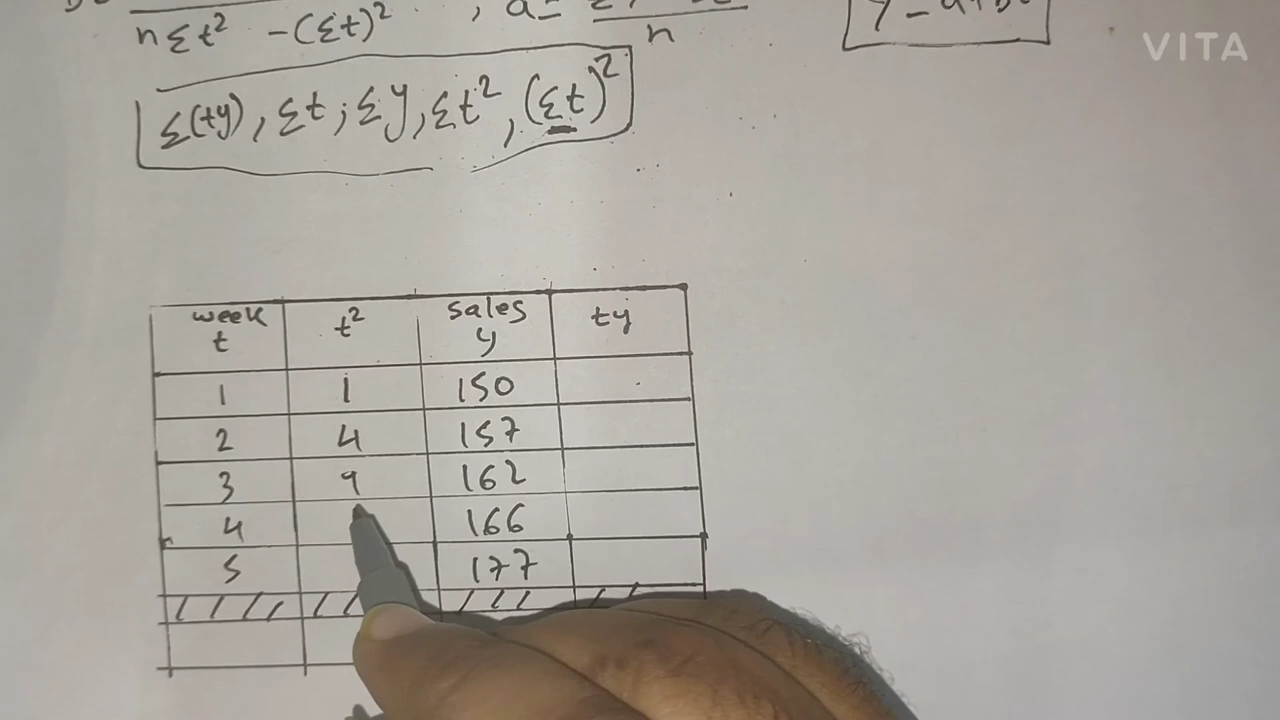 nΣt² -(Σt)² , a = n
VITA
Σ(ty), Σt; Σy, Σt², (Σt)²
week t t² sales y ty
1 1 150
2 4 157
3 9 162
4 166
5 177